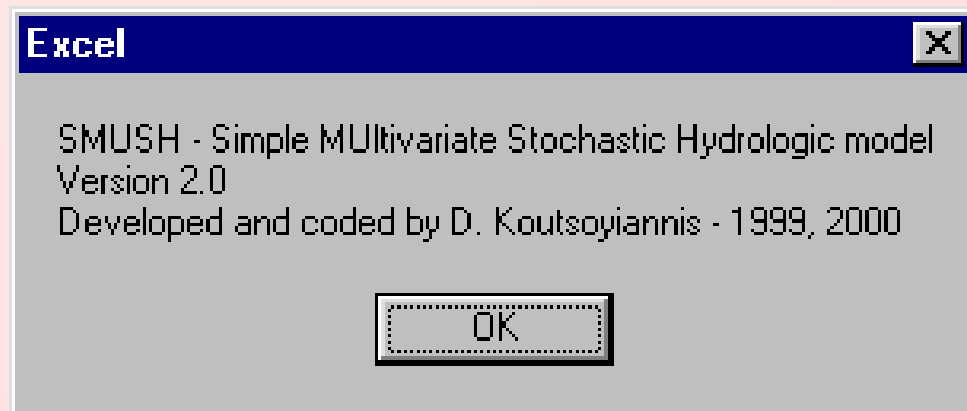 Excel
SMUSH - Simple MUltivariate Stochastic Hydrologic model
Version 2.0
Developed and coded by D. Koutsoyiannis - 1999, 2000
OK